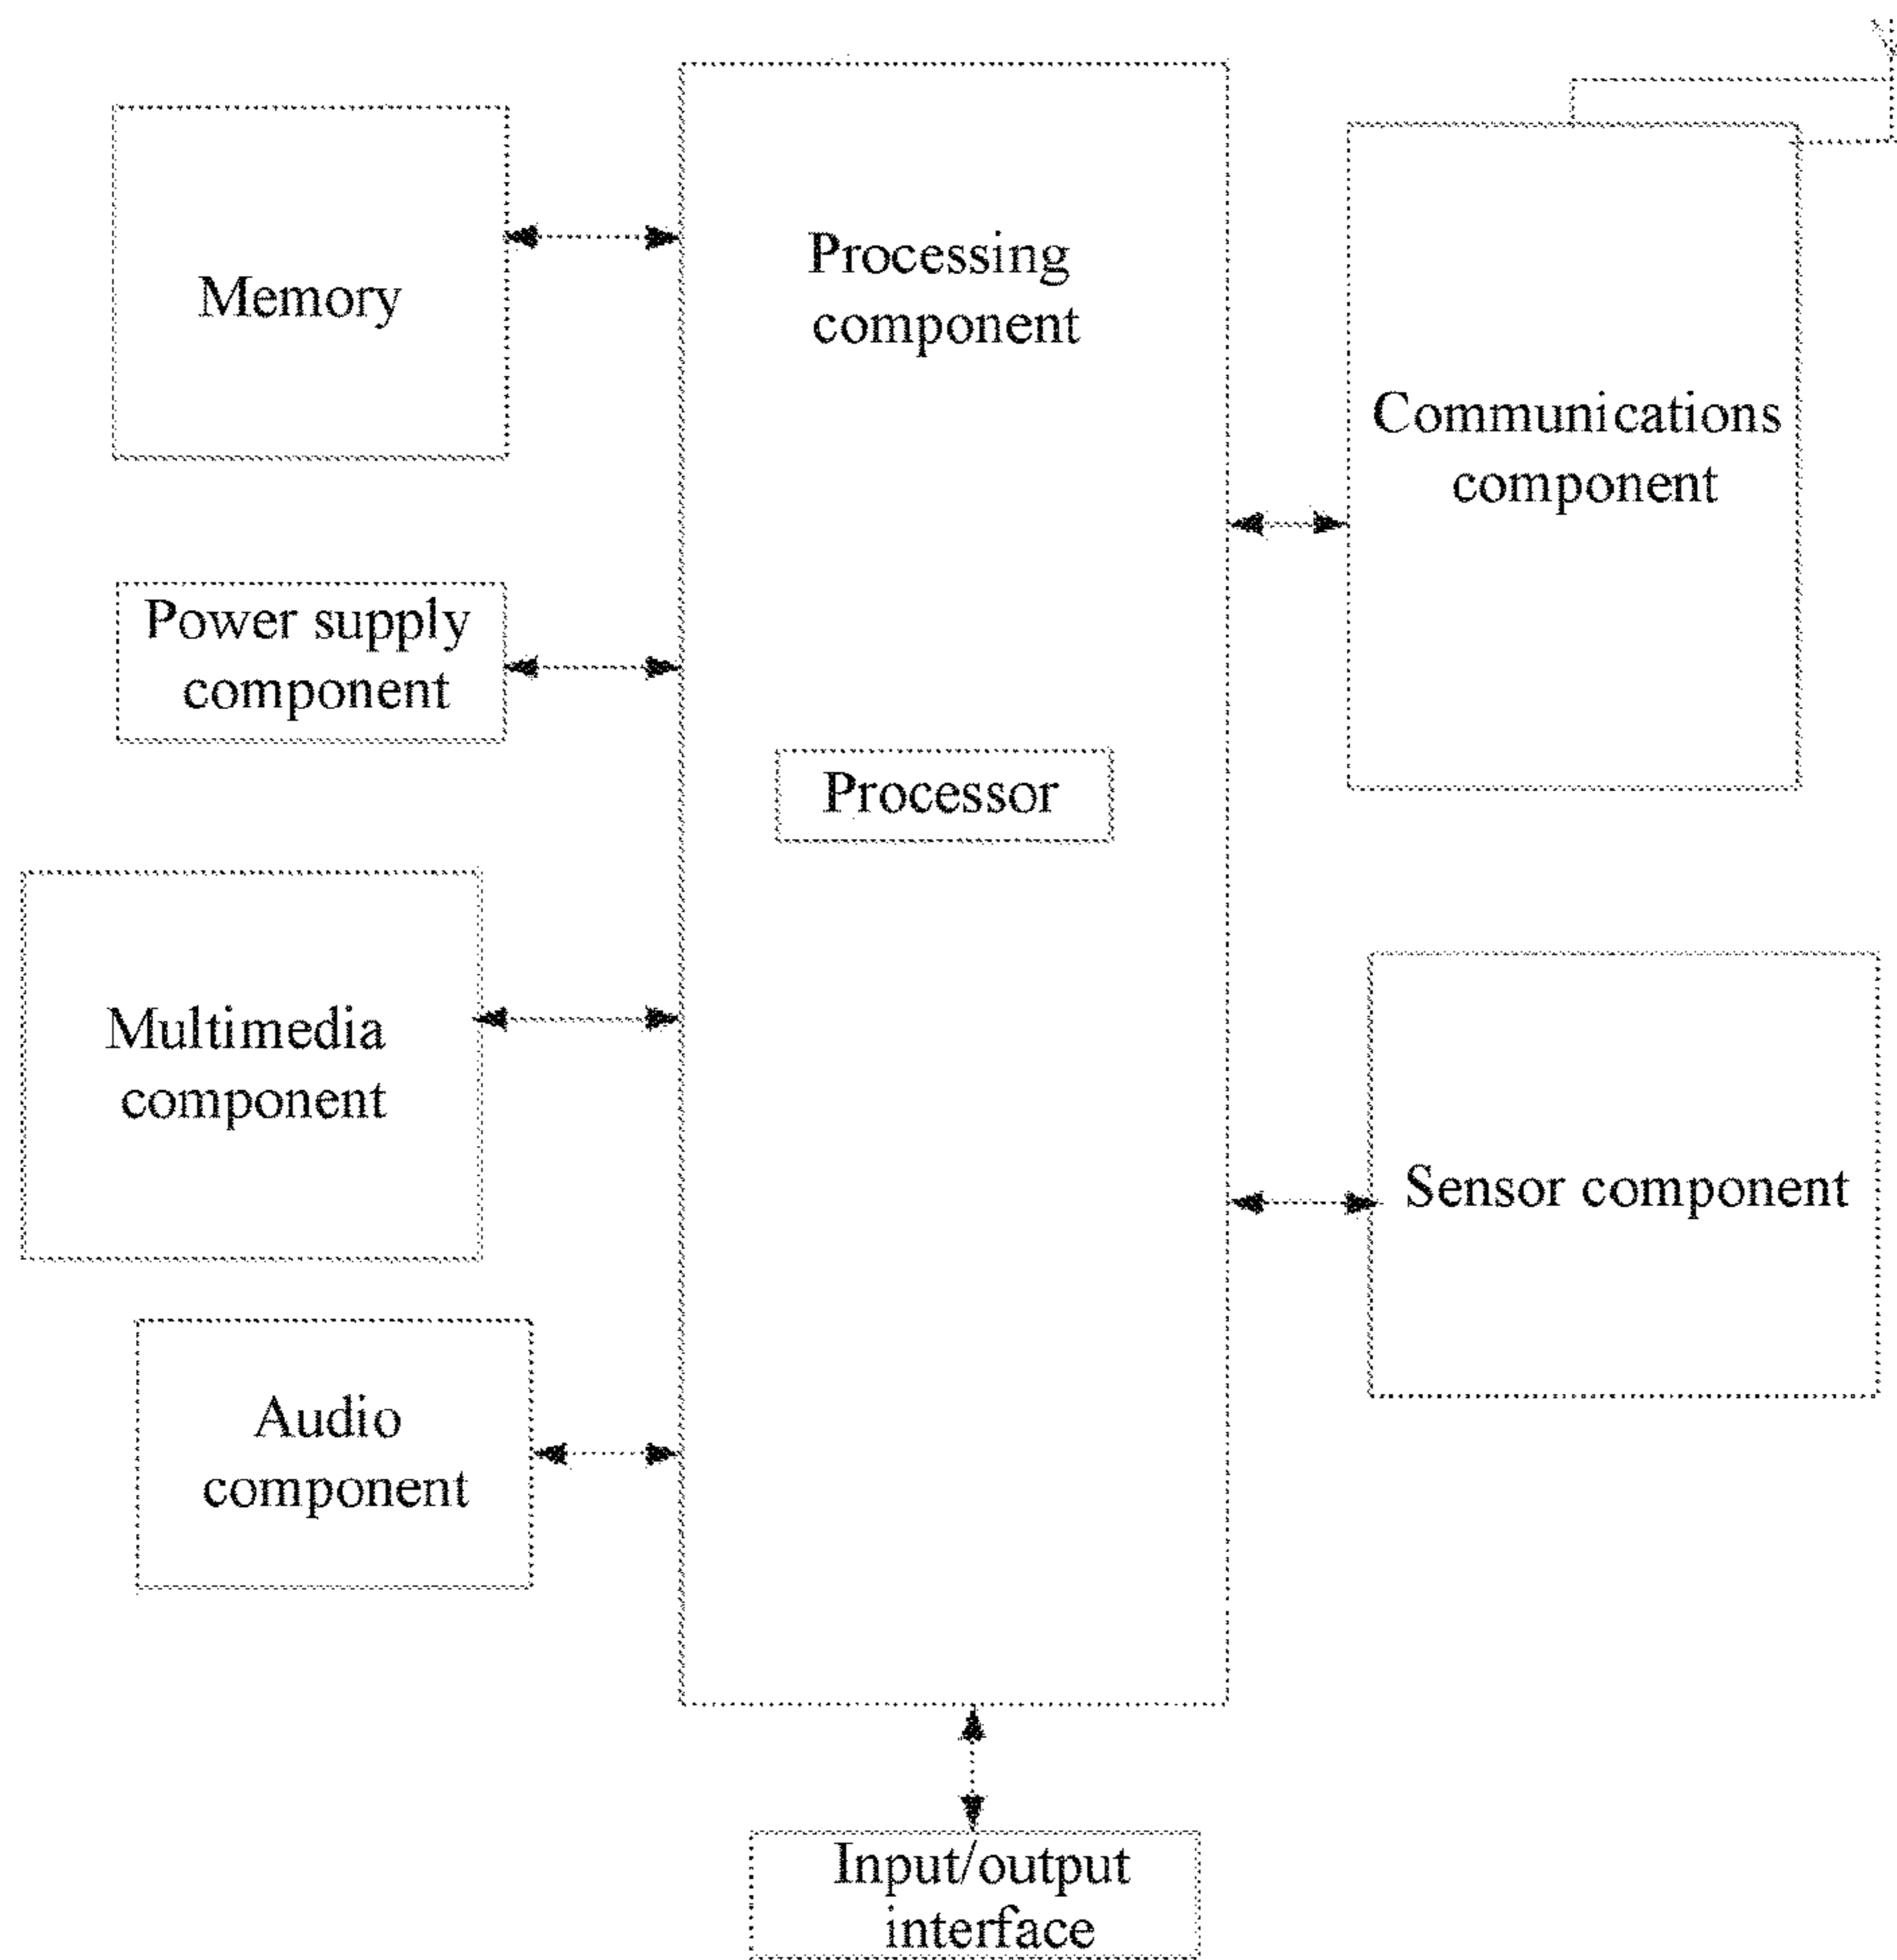 Memory
Processing
component
Communications
component
Power supply
component
Processor
Multimedia
component
Sensor component
Audio
component
Input/output
interface